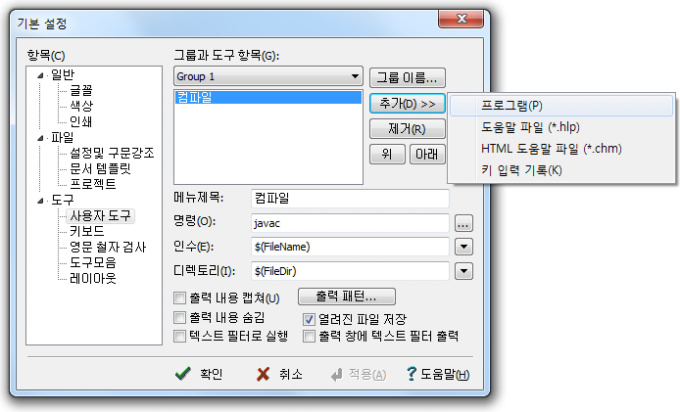 기본 설정
항목(C)
일반
글꼴
색상
인쇄
파일
설정및 구문강조
문서 템플릿
프로젝트
도구
사용자 도구
키보드
영문 철자 검사
도구모음
레이아웃
그룹과 도구 항목(G):
Group 1
그룹 이름...
컴파일
추가(D) >>
제거(R)
위
아래
프로그램(P)
도움말 파일 (*.hlp)
HTML 도움말 파일 (*.chm)
키 입력 기록(K)
메뉴제목:
컴파일
명령(O):
javac
...
인수(E):
$(FileName)
디렉토리(I):
$(FileDir)
출력 내용 캡쳐(U)
출력 패턴...
출력 내용 숨김
열려진 파일 저장
텍스트 필터로 실행
출력 창에 텍스트 필터 출력
확인
취소
적용(A)
도움말(H)